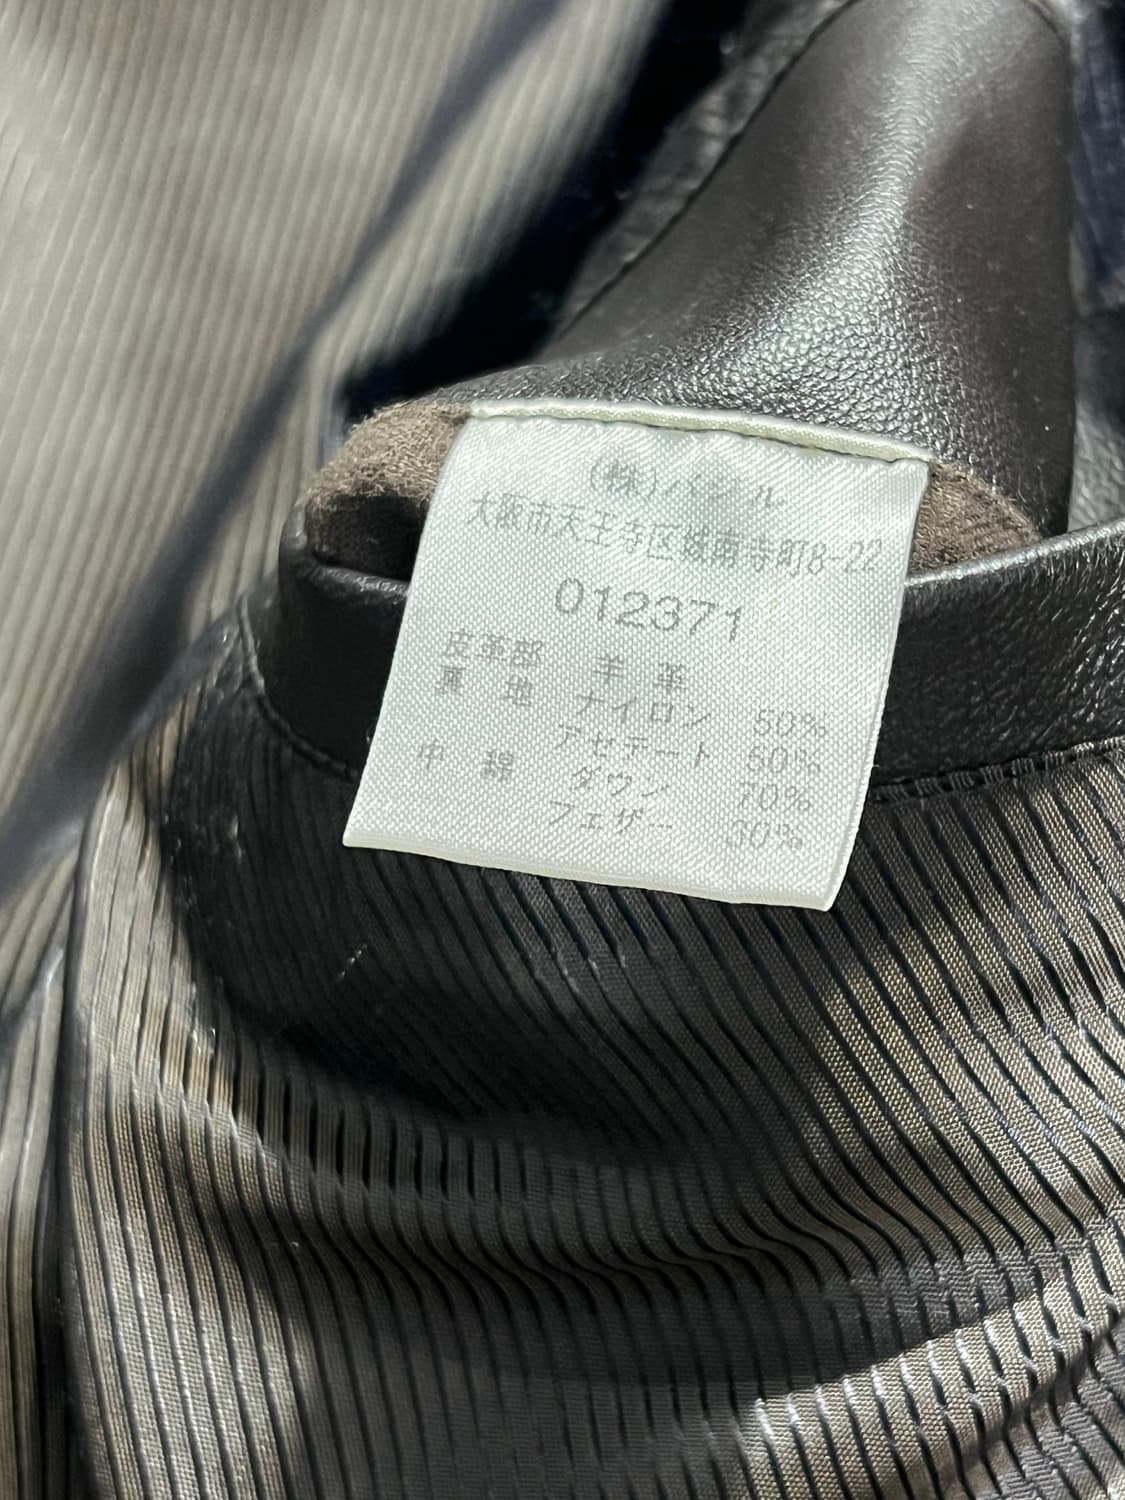 (株)バジル
大阪市天王寺区城南寺町8-22
012371
皮革部 羊革
裏地 ナイロン 50%
アセテート 50%
中綿 ダウン 70%
フェザー 30%